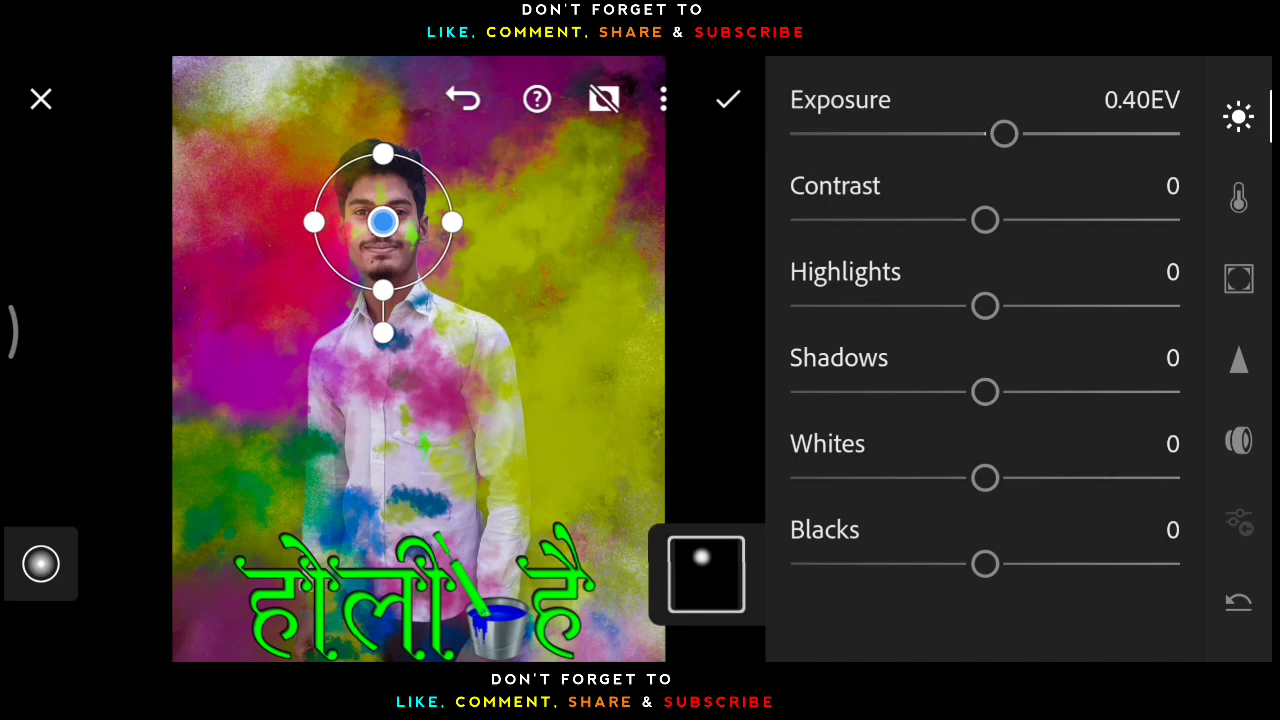 DON'T FORGET TO
LIKE, COMMENT, SHARE & SUBSCRIBE
Exposure 0.40EV
Contrast 0
Highlights 0
Shadows 0
Whites 0
Blacks 0
होली है
DON'T FORGET TO
LIKE, COMMENT, SHARE & SUBSCRIBE